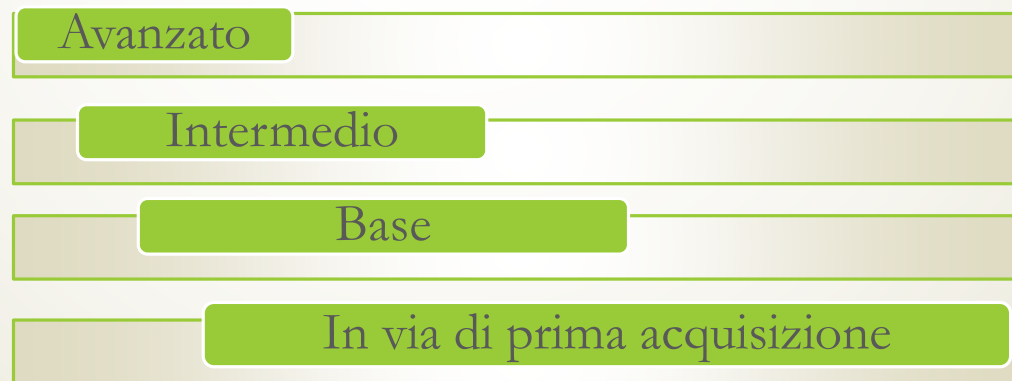 Avanzato
Intermedio
Base
In via di prima acquisizione